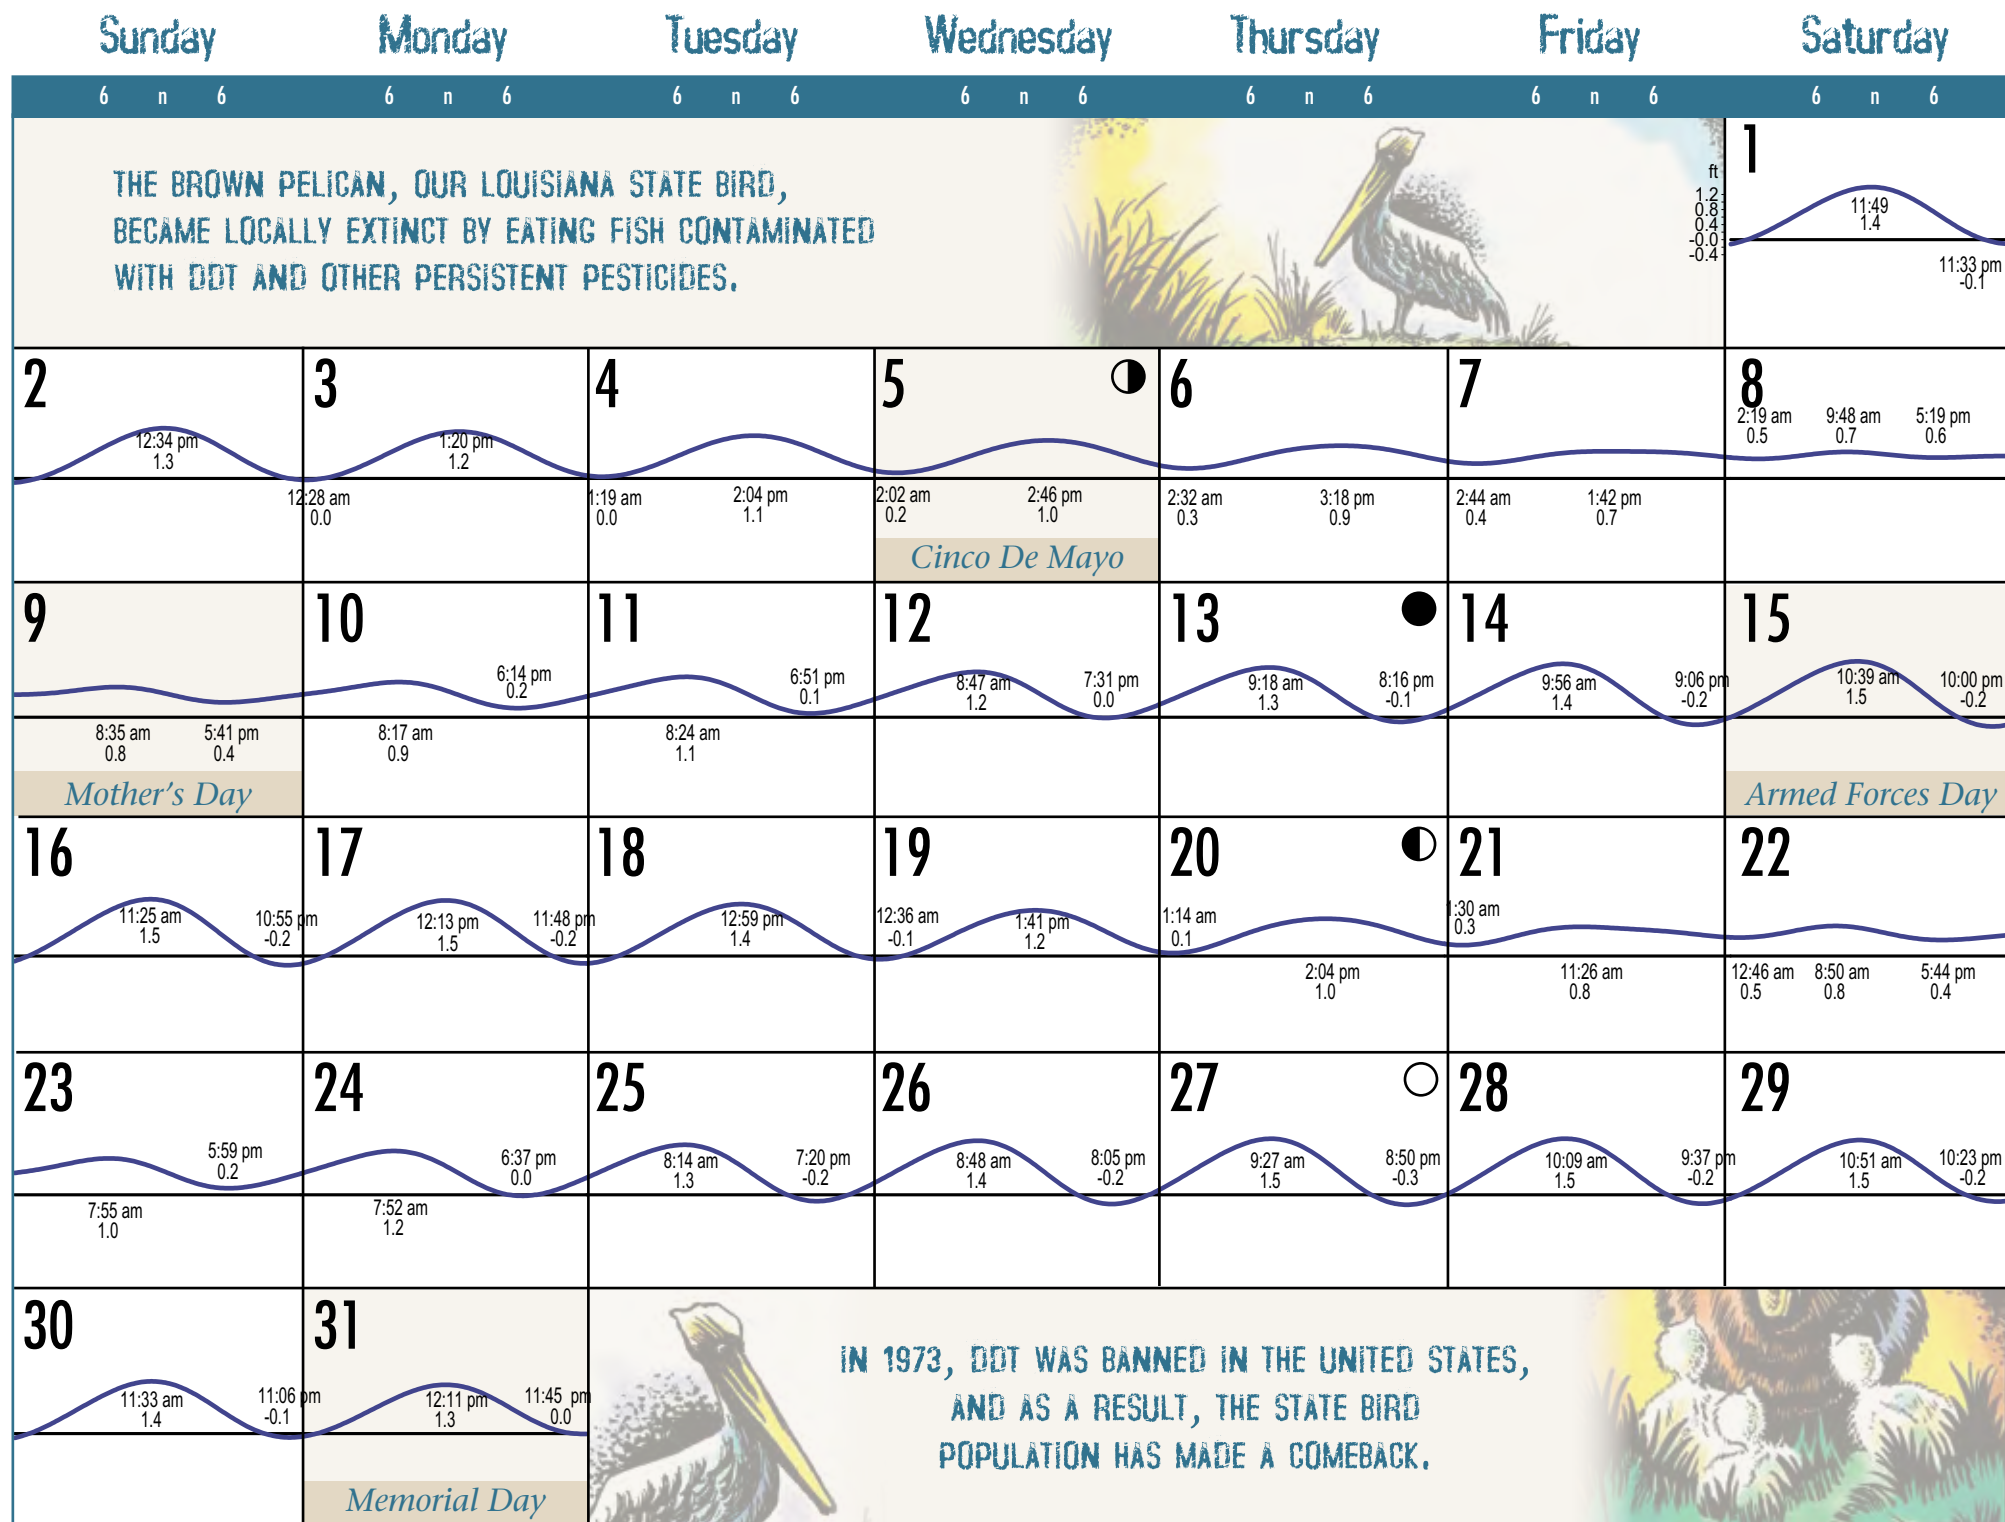 Sunday Monday Tuesday Wednesday Thursday Friday Saturday
6 n 6 6 n 6 6 n 6 6 n 6 6 n 6 6 n 6 6 n 6
THE BROWN PELICAN, OUR LOUISIANA STATE BIRD,
BECAME LOCALLY EXTINCT BY EATING FISH CONTAMINATED
WITH DDT AND OTHER PERSISTENT PESTICIDES.
1
ft
1.2
0.8
0.4
-0.0
-0.4
11:49
1.4
11:33 pm
-0.1
2
12:34 pm
1.3
3
1:20 pm
1.2
12:28 am
0.0
4
1:19 am 2:04 pm
0.0 1.1
5
2:02 am 2:46 pm
0.2 1.0
Cinco De Mayo
6
2:32 am 3:18 pm
0.3 0.9
7
2:44 am 1:42 pm
0.4 0.7
8
2:19 am 9:48 am 5:19 pm
0.5 0.7 0.6
9
8:35 am 5:41 pm
0.8 0.4
Mother's Day
10
6:14 pm
0.2
8:17 am
0.9
11
6:51 pm
0.1
8:24 am
1.1
12
8:47 am 7:31 pm
1.2 0.0
13
9:18 am 8:16 pm
1.3 -0.1
14
9:56 am 9:06 pm
1.4 -0.2
15
10:39 am 10:00 pm
1.5 -0.2
Armed Forces Day
16
11:25 am 10:55 pm
1.5 -0.2
17
12:13 pm 11:48 pm
1.5 -0.2
18
12:59 pm
1.4
19
12:36 am 1:41 pm
-0.1 1.2
20
1:14 am
0.1
2:04 pm
1.0
21
1:30 am
0.3
11:26 am
0.8
22
12:46 am 8:50 am 5:44 pm
0.5 0.8 0.4
23
5:59 pm
0.2
7:55 am
1.0
24
6:37 pm
0.0
7:52 am
1.2
25
8:14 am 7:20 pm
1.3 -0.2
26
8:48 am 8:05 pm
1.4 -0.2
27
9:27 am 8:50 pm
1.5 -0.3
28
10:09 am 9:37 pm
1.5 -0.2
29
10:51 am 10:23 pm
1.5 -0.2
30
11:33 am 11:06 pm
1.4 -0.1
31
12:11 pm 11:45 pm
1.3 0.0
Memorial Day
IN 1973, DDT WAS BANNED IN THE UNITED STATES,
AND AS A RESULT, THE STATE BIRD
POPULATION HAS MADE A COMEBACK.